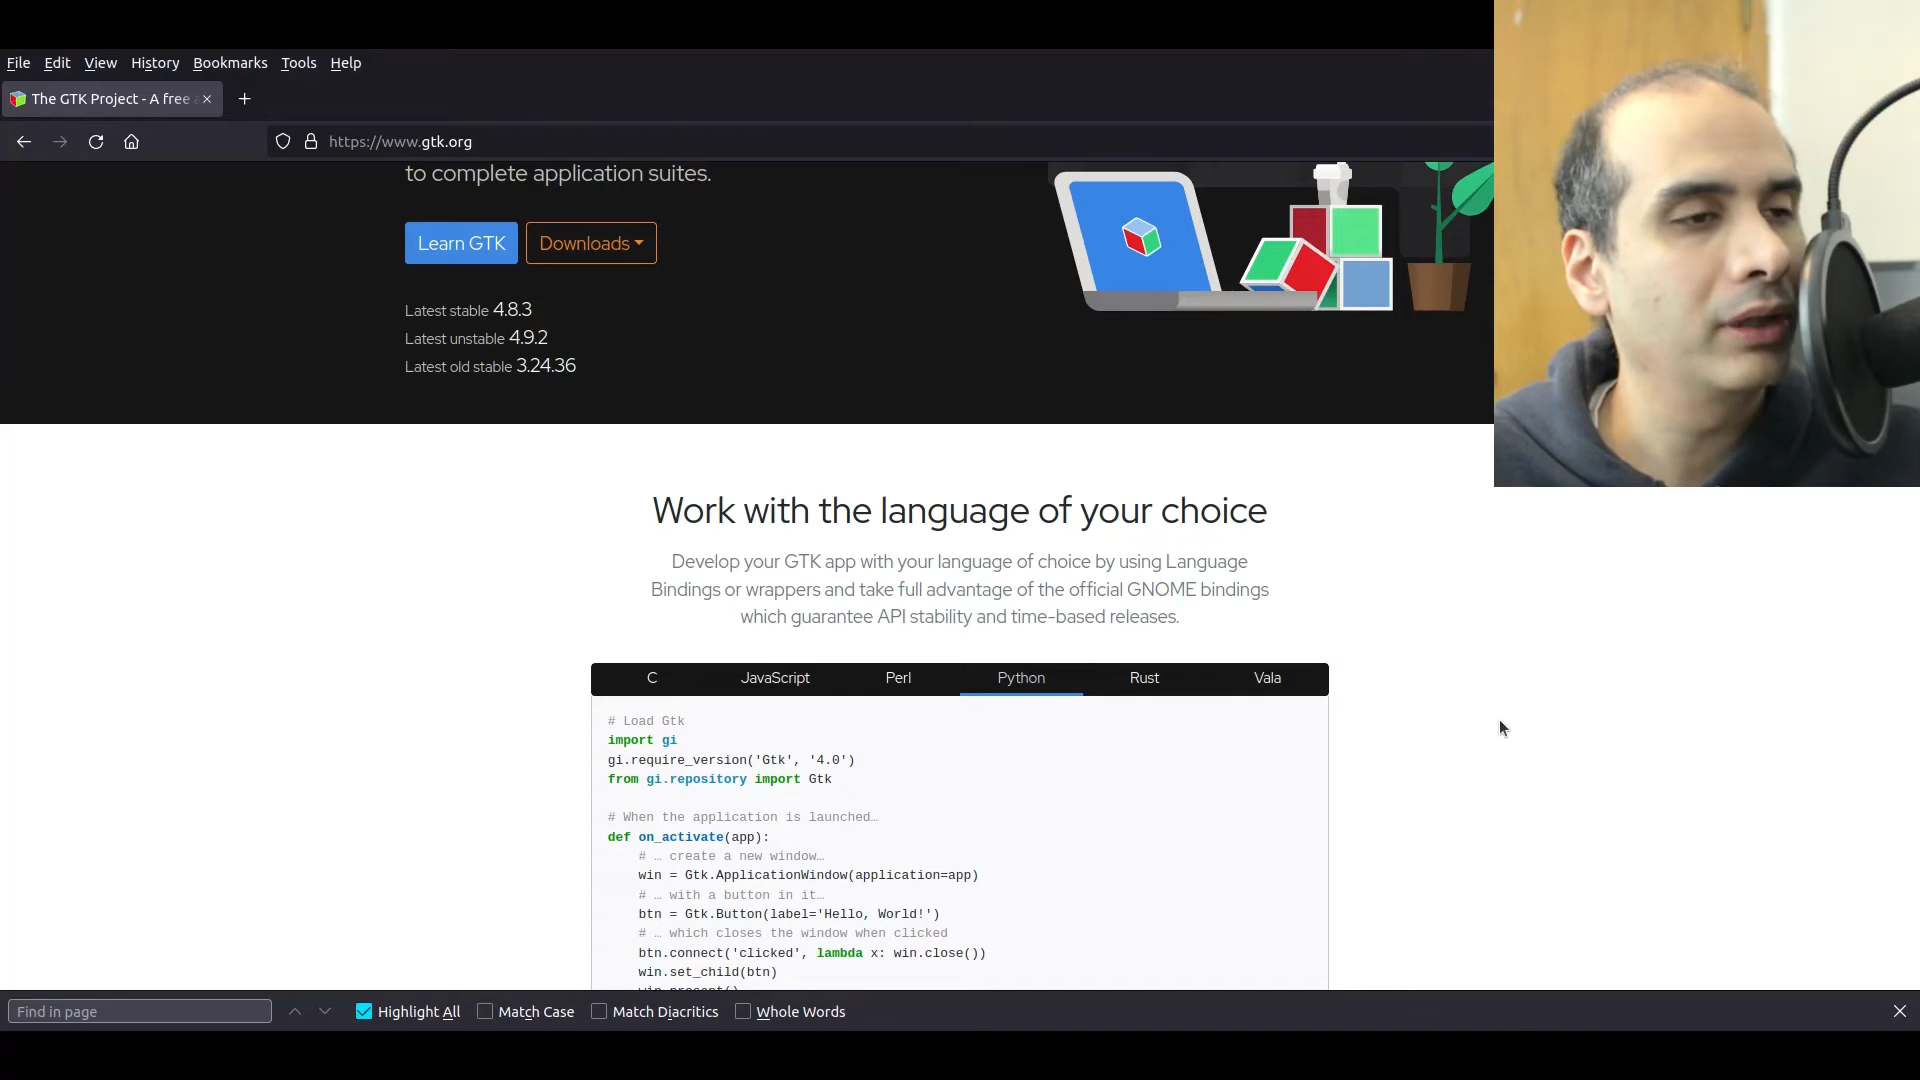 File Edit View History Bookmarks Tools Help
The GTK Project - A free
https://www.gtk.org
to complete application suites.
Learn GTK Downloads
Latest stable 4.8.3
Latest unstable 4.9.2
Latest old stable 3.24.36
Work with the language of your choice
Develop your GTK app with your language of choice by using Language
Bindings or wrappers and take full advantage of the official GNOME bindings
which guarantee API stability and time-based releases.
C JavaScript Perl Python Rust Vala
# Load Gtk
import gi
gi.require_version('Gtk', '4.0')
from gi.repository import Gtk
# When the application is launched…
def on_activate(app):
# … create a new window…
win = Gtk.ApplicationWindow(application=app)
# … with a button in it…
btn = Gtk.Button(label='Hello, World!')
# … which closes the window when clicked
btn.connect('clicked', lambda x: win.close())
win.set_child(btn)
Find in page Highlight All Match Case Match Diacritics Whole Words